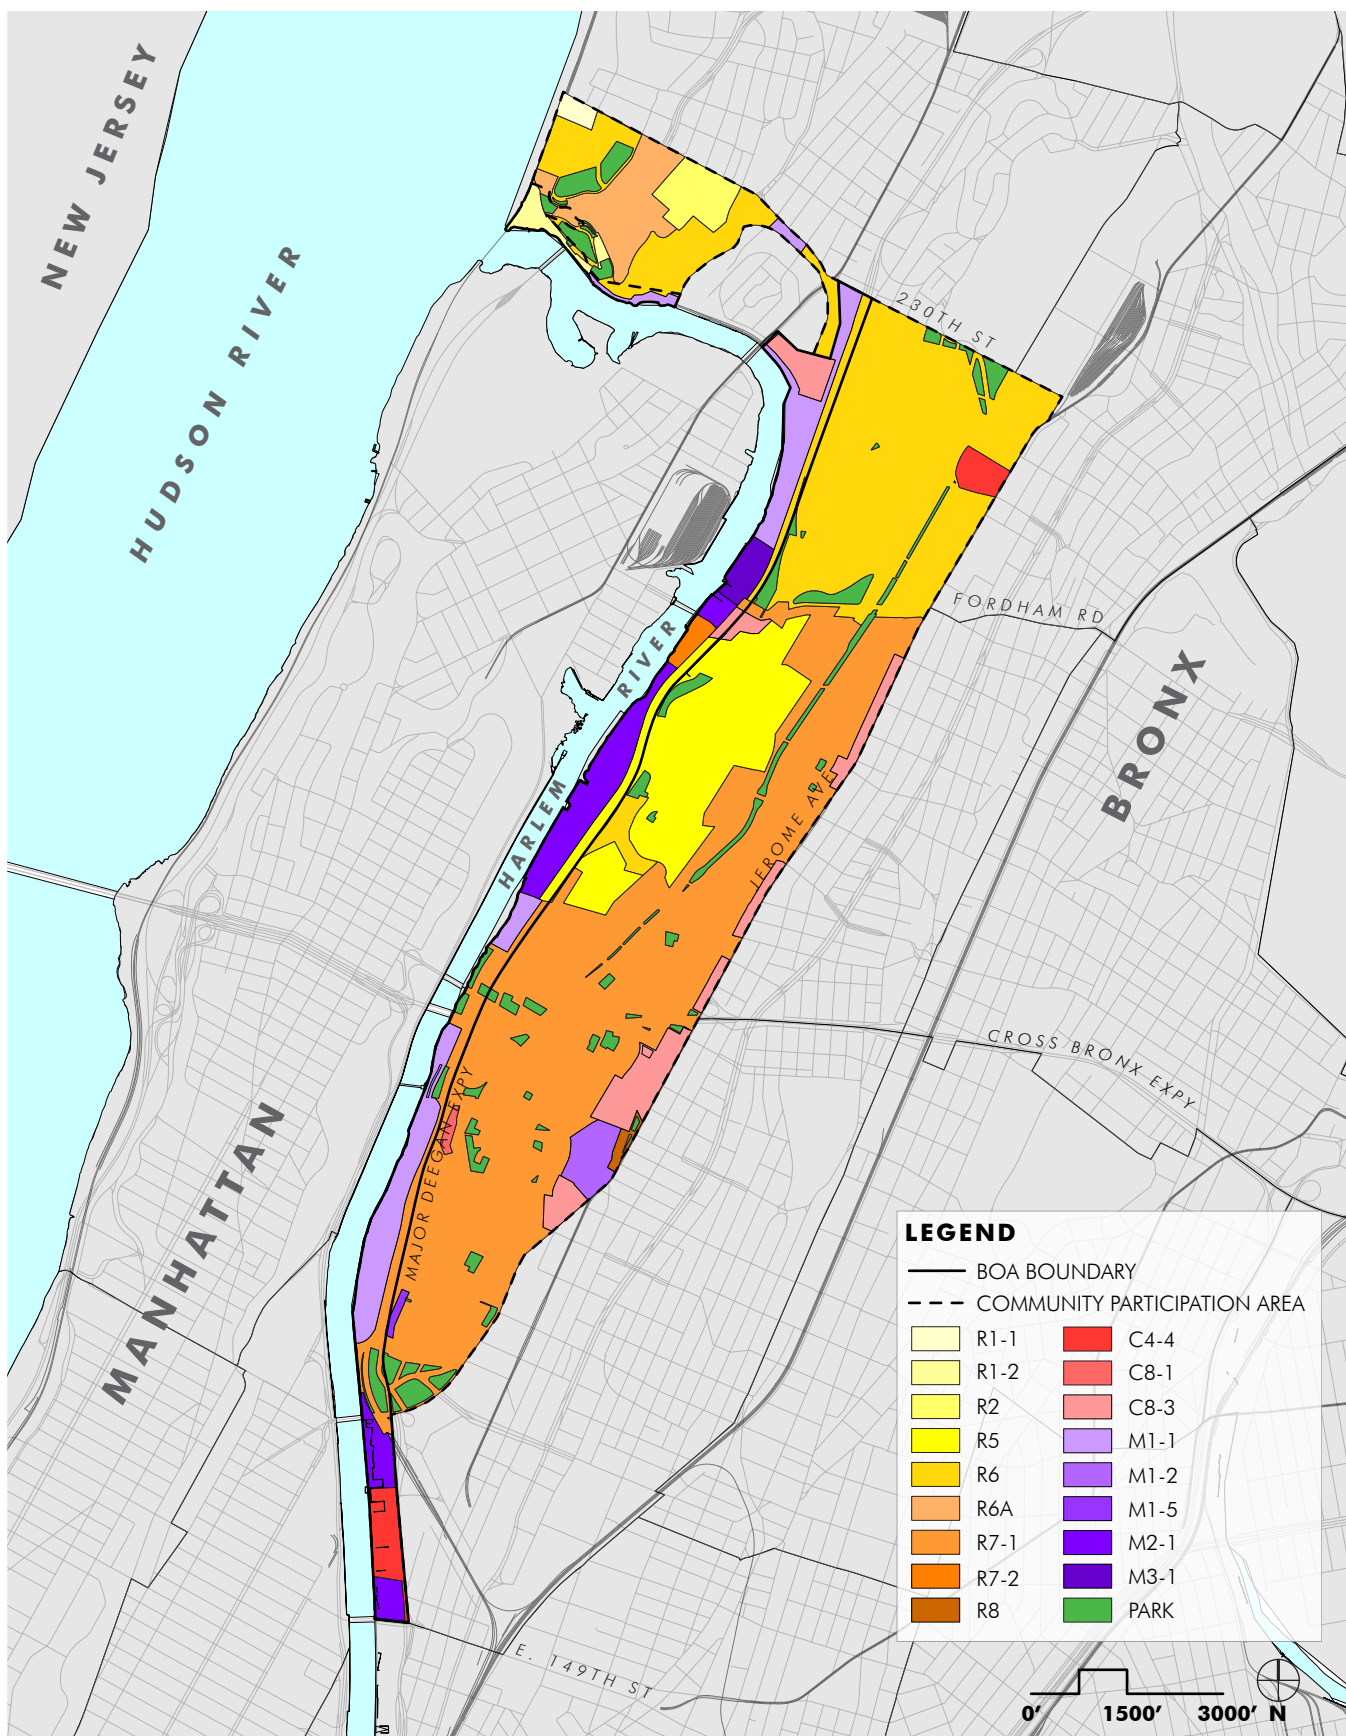 NEW JERSEY
HUDSON RIVER
230TH ST
FORDHAM RD
HARLEM RIVER
BRONX
JEROME AVE
CROSS BRONX EXPY
MAJOR DEEGAN EXPY
MANHATTAN
E. 149TH ST
LEGEND
BOA BOUNDARY
COMMUNITY PARTICIPATION AREA
R1-1
R1-2
R2
R5
R6
R6A
R7-1
R7-2
R8
C4-4
C8-1
C8-3
M1-1
M1-2
M1-5
M2-1
M3-1
PARK
0' 1500' 3000' N